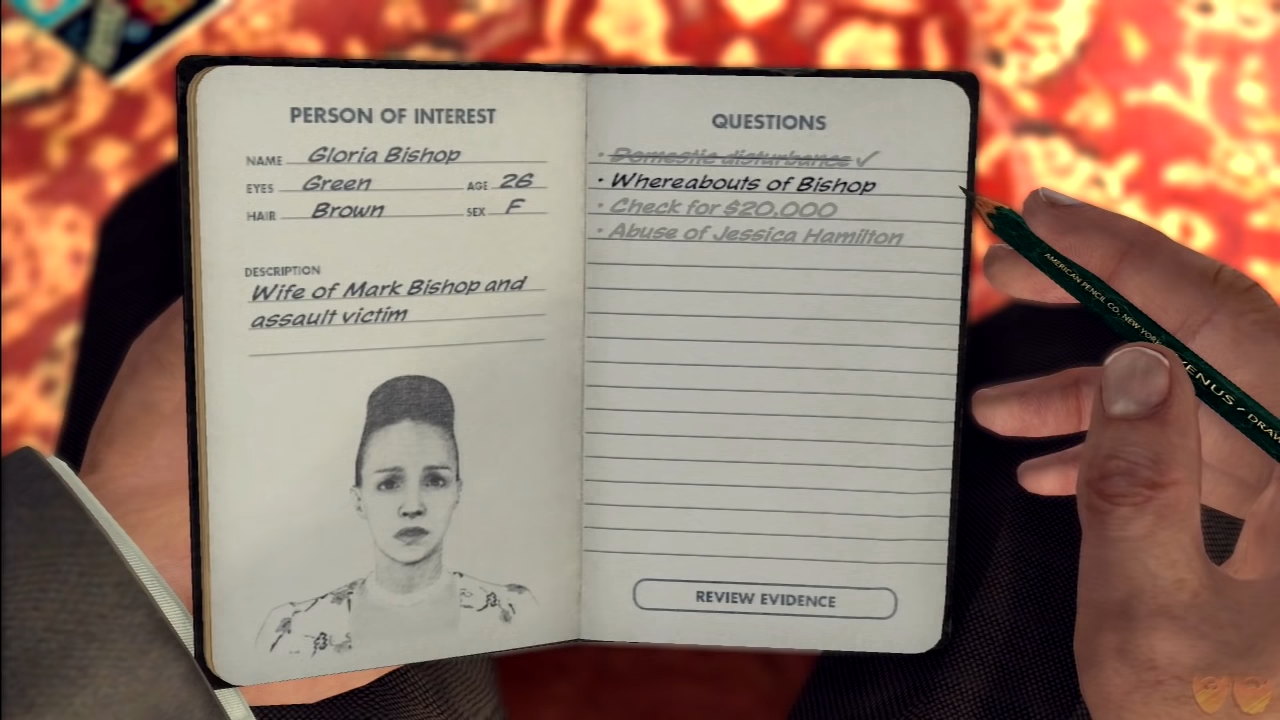 PERSON OF INTEREST
NAME Gloria Bishop
EYES Green AGE 26
HAIR Brown SEX F
DESCRIPTION
Wife of Mark Bishop and
assault victim
QUESTIONS
• Domestic disturbance ✓
• Whereabouts of Bishop
• Check for $20,000
• Abuse of Jessica Hamilton
REVIEW EVIDENCE
AMERICAN PENCIL CO. NEW YORK
VENUS / DRAW